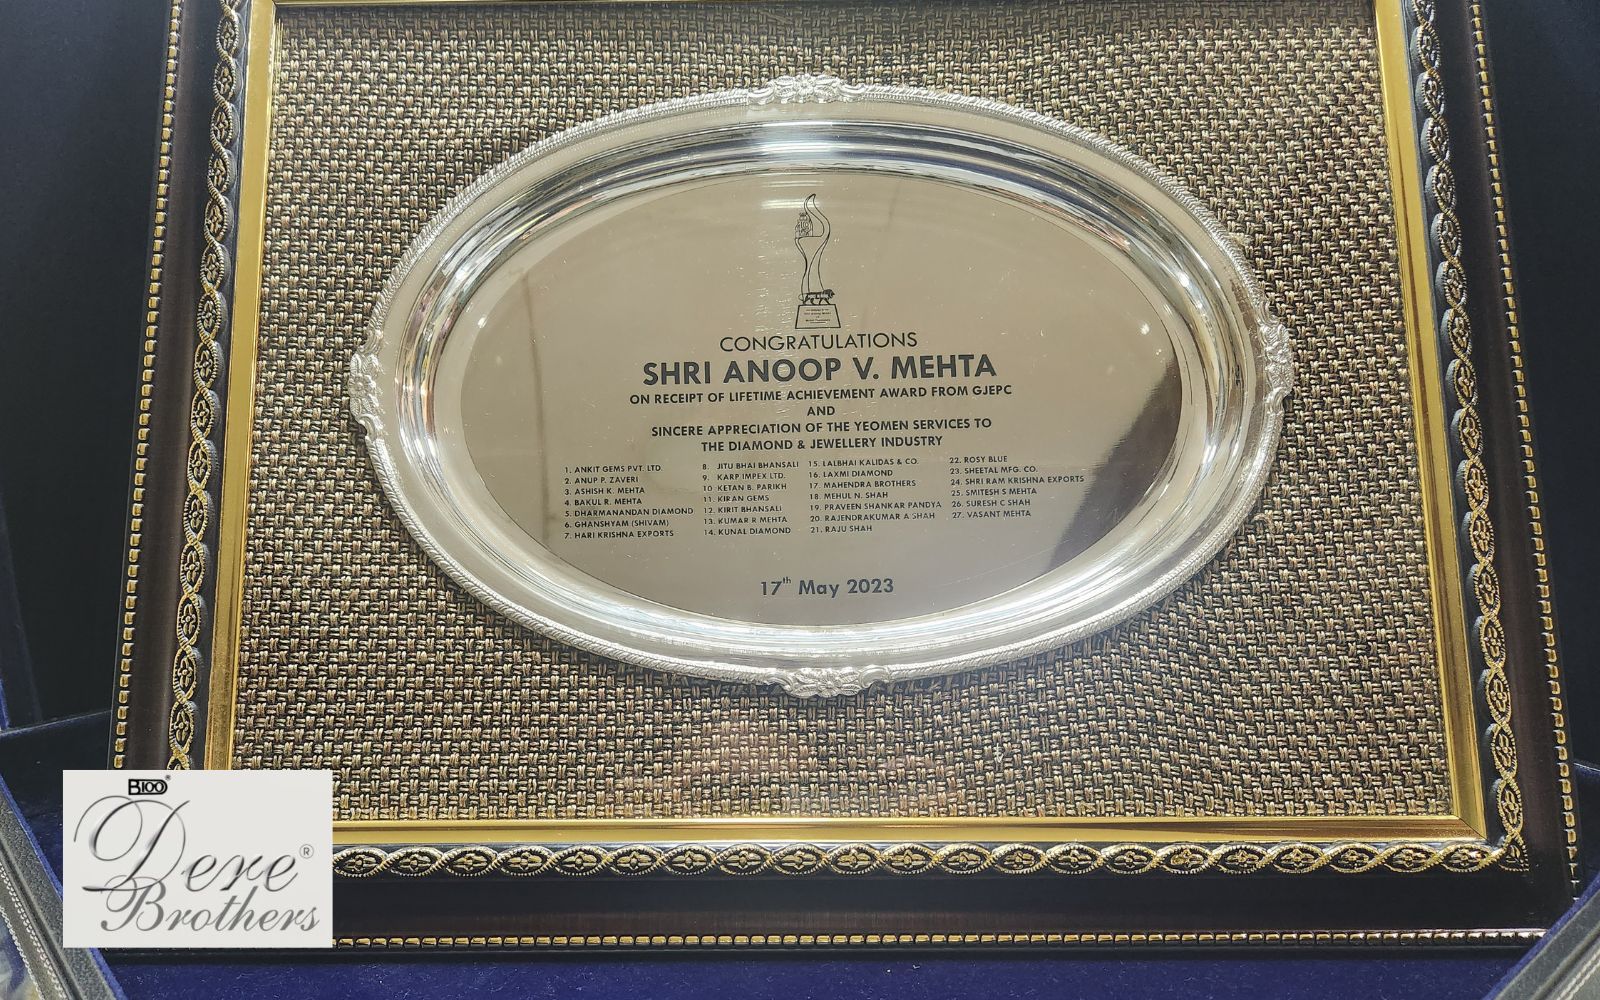 CONGRATULATIONS
SHRI ANOOP V. MEHTA
ON RECEIPT OF LIFETIME ACHIEVEMENT AWARD FROM GJEPC
AND
SINCERE APPRECIATION OF THE YEOMEN SERVICES TO
THE DIAMOND & JEWELLERY INDUSTRY
1. ANKIT GEMS PVT. LTD.
2. ANUP P. ZAVERI
3. ASHISH K. MEHTA
4. BAKUL R. MEHTA
5. DHARMANANDAN DIAMOND
6. GHANSHYAM (SHIVAM)
7. HARI KRISHNA EXPORTS
8. JITU BHAI BHANSALI
9. KARP IMPEX LTD.
10. KETAN B. PARIKH
11. KIRAN GEMS
12. KIRIT BHANSALI
13. KUMAR R MEHTA
14. KUNAL DIAMOND
15. LALBHAI KALIDAS & CO.
16. LAXMI DIAMOND
17. MAHENDRA BROTHERS
18. MEHUL N. SHAH
19. PRAVEEN SHANKAR PANDYA
20. RAJENDRAKUMAR A SHAH
21. RAJU SHAH
22. ROSY BLUE
23. SHEETAL MFG. CO.
24. SHRI RAM KRISHNA EXPORTS
25. SMITESH S MEHTA
26. SURESH C SHAH
27. VASANT MEHTA
17th May 2023
B100®
Dere®
Brothers